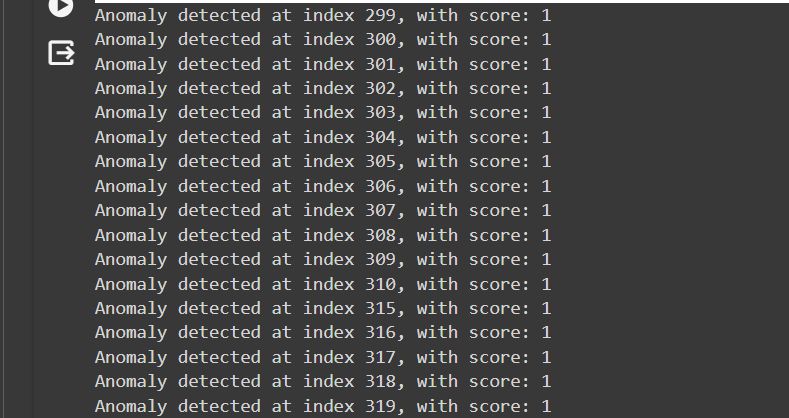 Anomaly detected at index 299, with score: 1
Anomaly detected at index 300, with score: 1
Anomaly detected at index 301, with score: 1
Anomaly detected at index 302, with score: 1
Anomaly detected at index 303, with score: 1
Anomaly detected at index 304, with score: 1
Anomaly detected at index 305, with score: 1
Anomaly detected at index 306, with score: 1
Anomaly detected at index 307, with score: 1
Anomaly detected at index 308, with score: 1
Anomaly detected at index 309, with score: 1
Anomaly detected at index 310, with score: 1
Anomaly detected at index 315, with score: 1
Anomaly detected at index 316, with score: 1
Anomaly detected at index 317, with score: 1
Anomaly detected at index 318, with score: 1
Anomaly detected at index 319, with score: 1